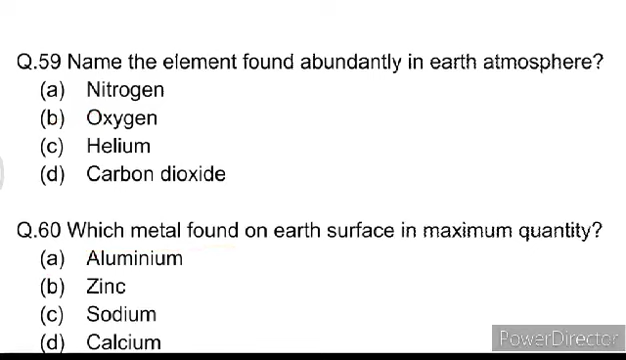 Q.59 Name the element found abundantly in earth atmosphere?
(a) Nitrogen
(b) Oxygen
(c) Helium
(d) Carbon dioxide
Q.60 Which metal found on earth surface in maximum quantity?
(a) Aluminium
(b) Zinc
(c) Sodium
(d) Calcium
PowerDirector